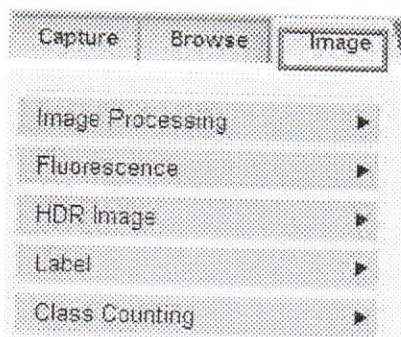 Capture Browse Image
Image Processing
Fluorescence
HDR Image
Label
Class Counting